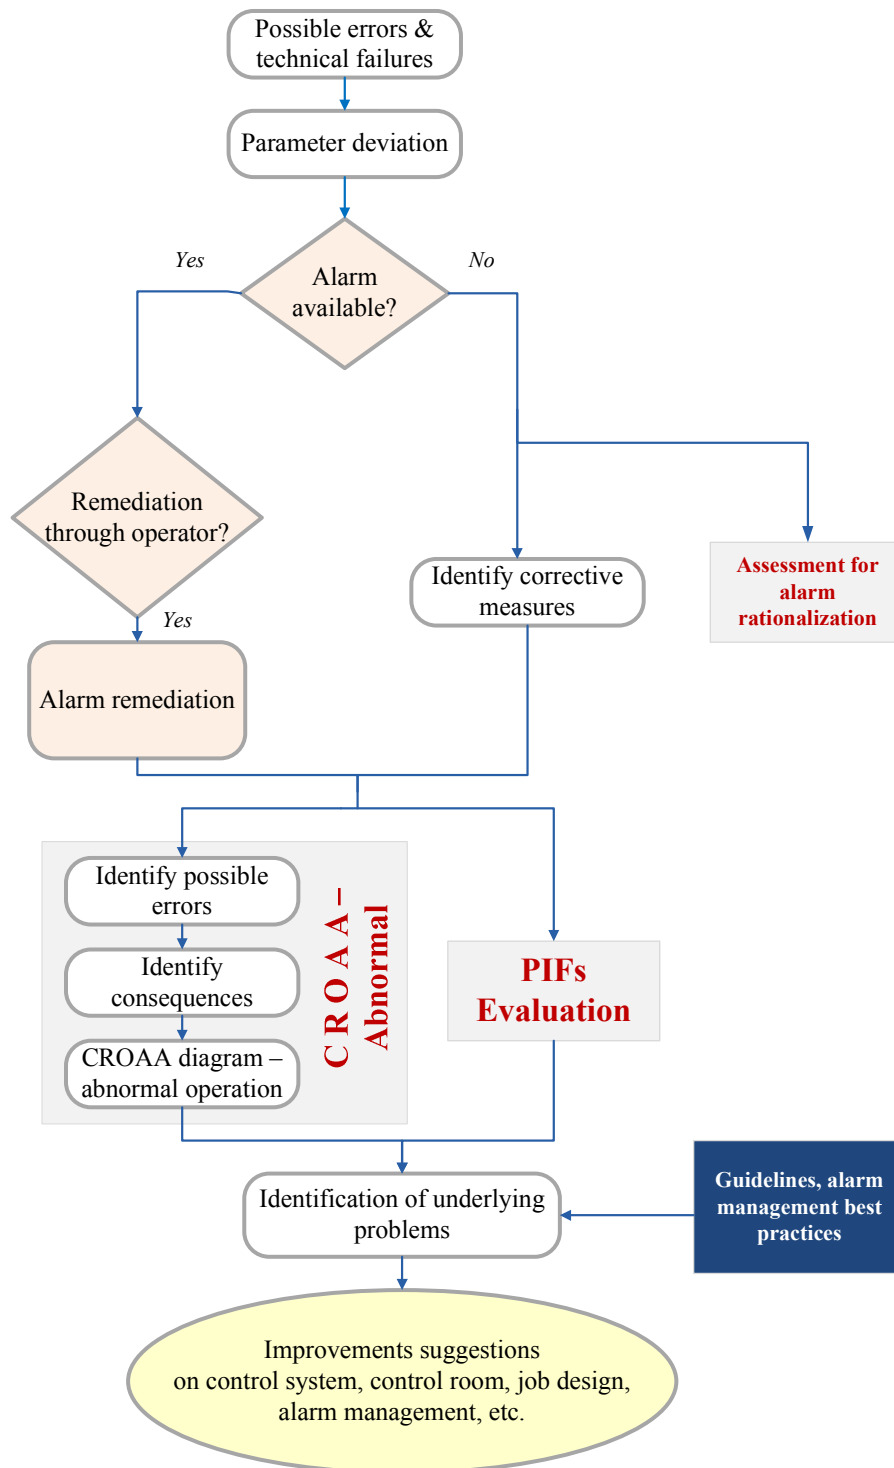 Possible errors &
technical failures
Parameter deviation
Yes
No
Alarm
available?
Remediation
through operator?
Identify corrective
measures
Assessment for
alarm
rationalization
Yes
Alarm remediation
Identify possible
errors
Identify
consequences
CROAA diagram –
abnormal operation
C R O A A –
Abnormal
PIFs
Evaluation
Identification of underlying
problems
Guidelines, alarm
management best
practices
Improvements suggestions
on control system, control room, job design,
alarm management, etc.